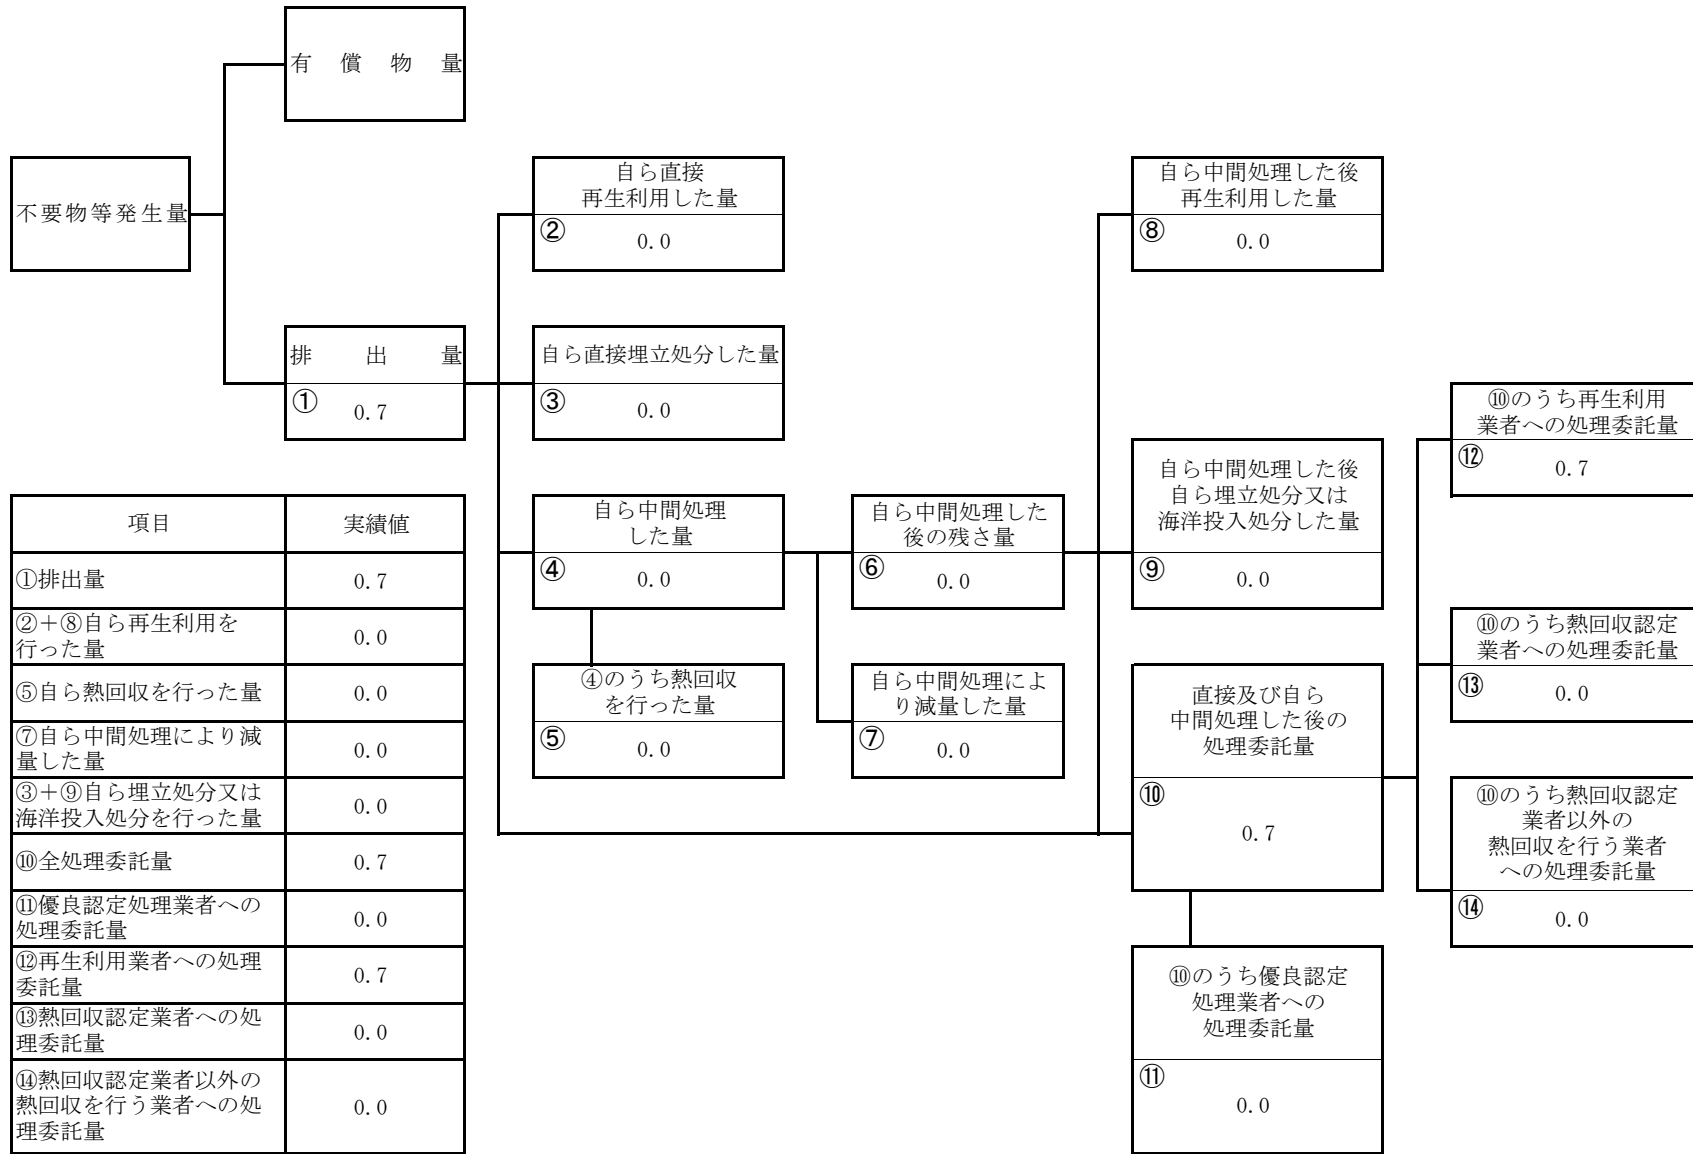 有償物量
不要物等発生量
排出量
① 0.7
自ら直接
再生利用した量
② 0.0
自ら直接埋立処分した量
③ 0.0
自ら中間処理
した量
④ 0.0
④のうち熱回収
を行った量
⑤ 0.0
自ら中間処理した
後の残さ量
⑥ 0.0
自ら中間処理によ
り減量した量
⑦ 0.0
自ら中間処理した後
再生利用した量
⑧ 0.0
自ら中間処理した後
自ら埋立処分又は
海洋投入処分した量
⑨ 0.0
直接及び自ら
中間処理した後の
処理委託量
⑩
0.7
⑩のうち優良認定
処理業者への
処理委託量
⑪
0.0
⑩のうち再生利用
業者への処理委託量
⑫ 0.7
⑩のうち熱回収認定
業者への処理委託量
⑬ 0.0
⑩のうち熱回収認定
業者以外の
熱回収を行う業者
への処理委託量
⑭ 0.0
項目 実績値
①排出量 0.7
②＋⑧自ら再生利用を
行った量 0.0
⑤自ら熱回収を行った量 0.0
⑦自ら中間処理により減
量した量 0.0
③＋⑨自ら埋立処分又は
海洋投入処分を行った量 0.0
⑩全処理委託量 0.7
⑪優良認定処理業者への
処理委託量 0.0
⑫再生利用業者への処理
委託量 0.7
⑬熱回収認定業者への処
理委託量 0.0
⑭熱回収認定業者以外の
熱回収を行う業者への処 0.0
理委託量